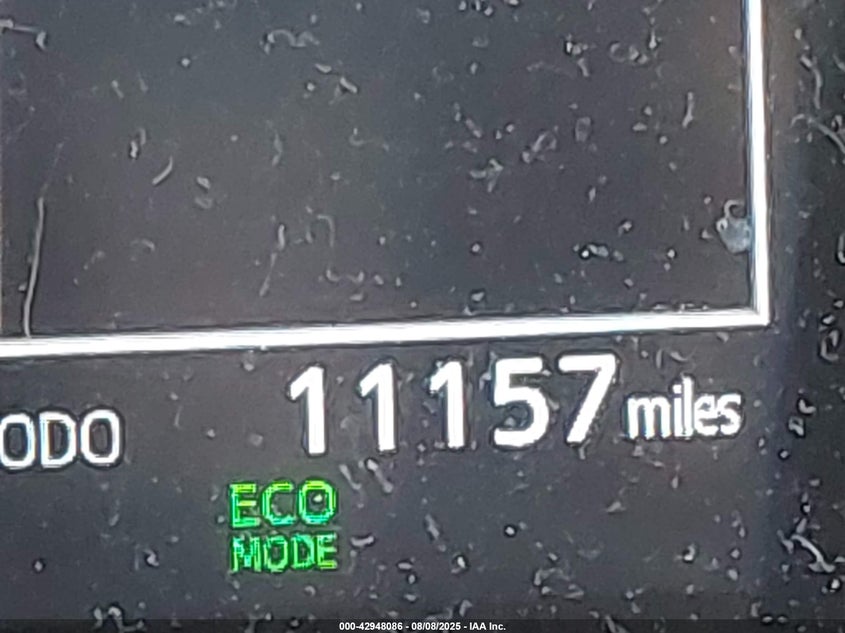 ODO 11157 miles
ECO
MODE
000-42948086 - 08/08/2025 - IAA Inc.